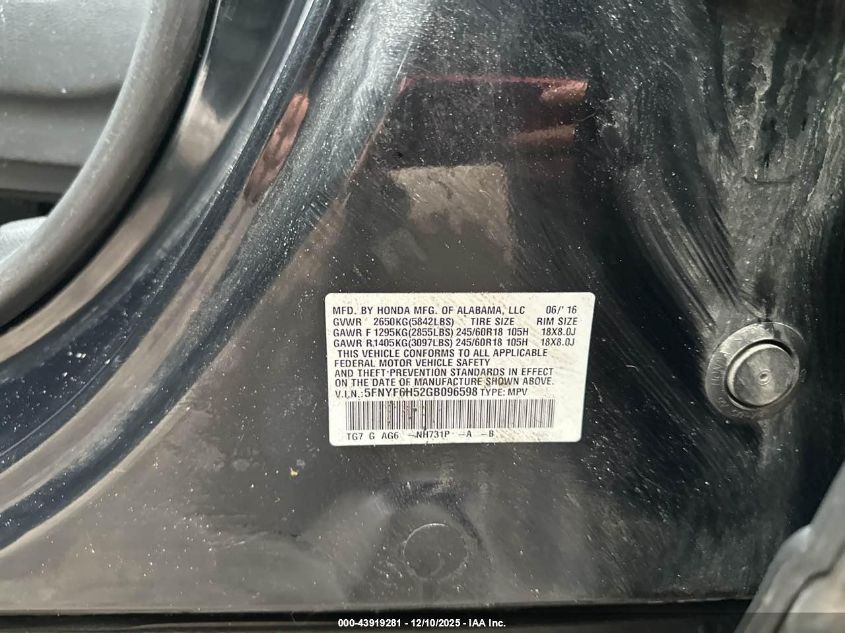 MFD. BY HONDA MFG. OF ALABAMA, LLC 06/'16
GVWR 2650KG(5842LBS) TIRE SIZE RIM SIZE
GAWR F 1295KG(2855LBS) 245/60R18 105H 18X8.0J
GAWR R.1405KG(3097LBS) 245/60R18 105H 18X8.0J
THIS VEHICLE CONFORMS TO ALL APPLICABLE
FEDERAL MOTOR VEHICLE SAFETY
AND THEFT-PREVENTION STANDARDS IN EFFECT
ON THE DATE OF MANUFACTURE SHOWN ABOVE.
V.I.N.: 5FNYF6H52GB096598 TYPE: MPV
TG7 G AG6 -NH731P -A -B
000-43919281 - 12/10/2025 - IAA Inc.